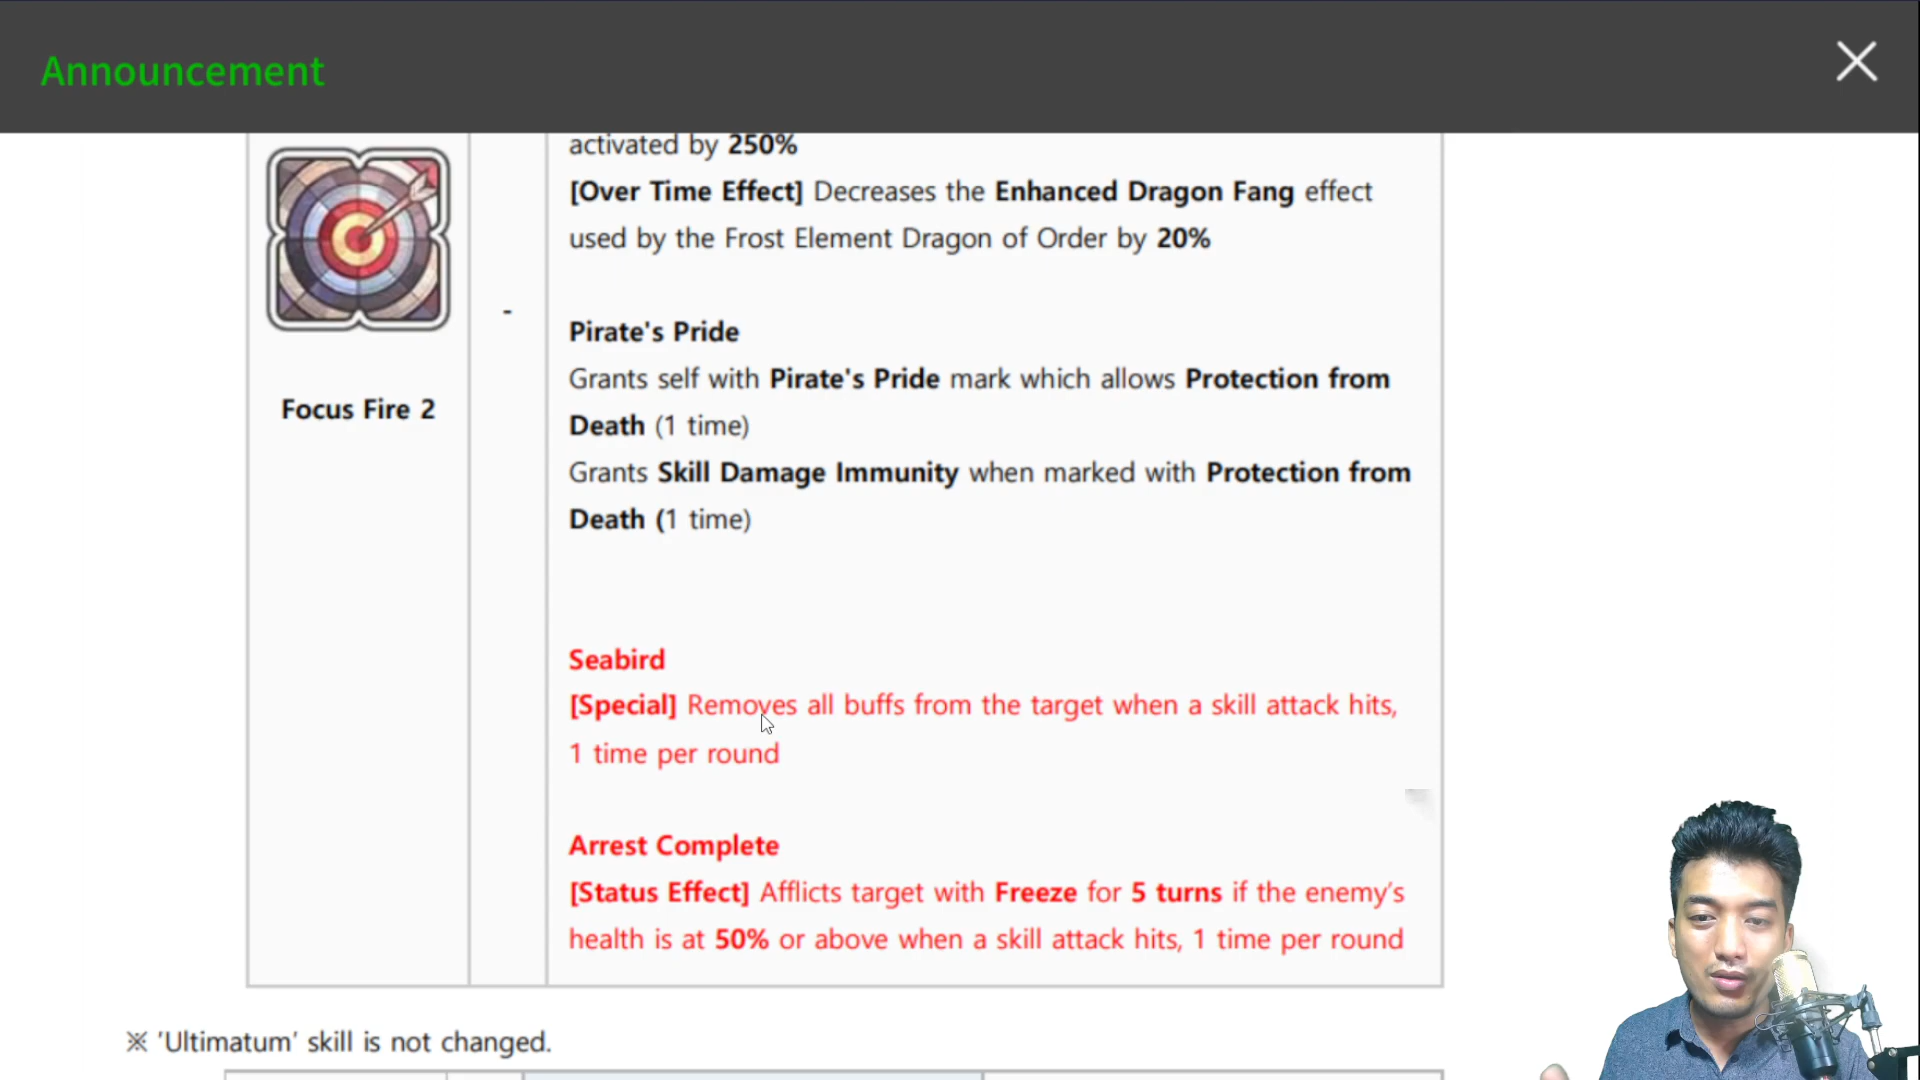 Announcement
activated by 250%
[Over Time Effect] Decreases the Enhanced Dragon Fang effect
used by the Frost Element Dragon of Order by 20%
-
Pirate's Pride
Grants self with Pirate's Pride mark which allows Protection from
Death (1 time)
Focus Fire 2
Grants Skill Damage Immunity when marked with Protection from
Death (1 time)
Seabird
[Special] Removes all buffs from the target when a skill attack hits,
1 time per round
Arrest Complete
[Status Effect] Afflicts target with Freeze for 5 turns if the enemy's
health is at 50% or above when a skill attack hits, 1 time per round
※ 'Ultimatum' skill is not changed.